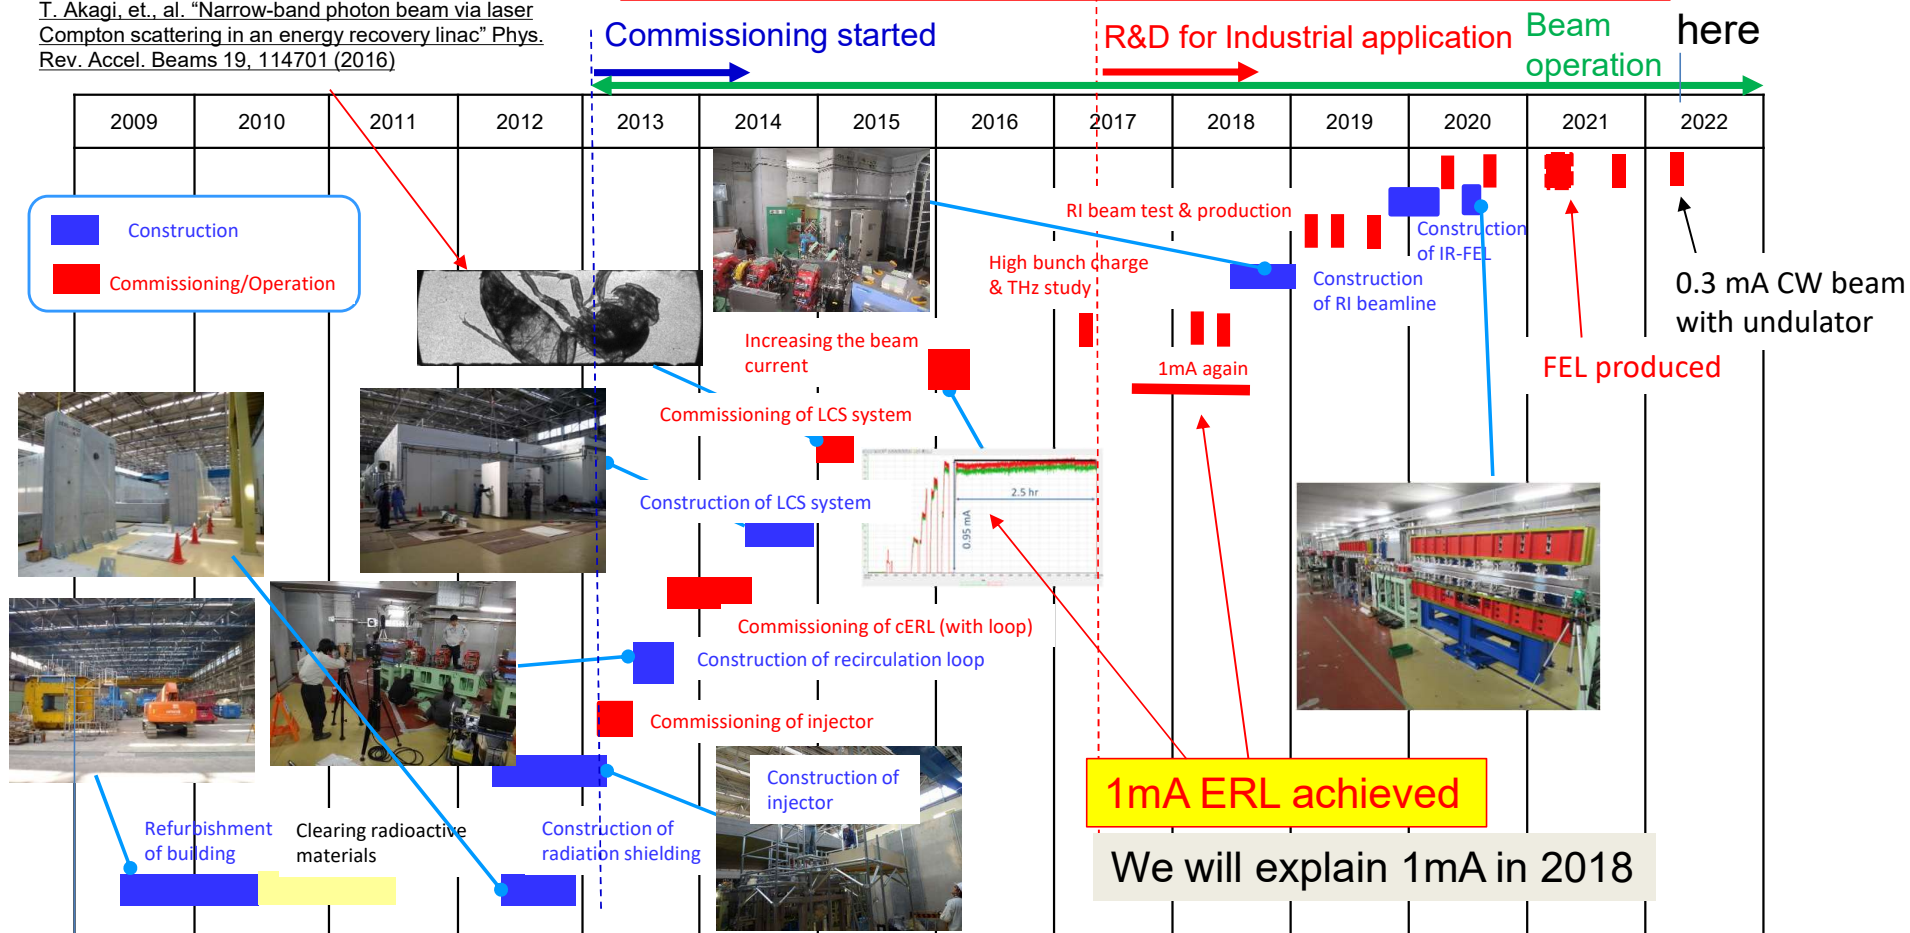 T. Akagi, et., al. “Narrow-band photon beam via laser
Compton scattering in an energy recovery linac” Phys.
Rev. Accel. Beams 19, 114701 (2016)
Commissioning started
R&D for Industrial application
Beam
operation
here
2009
2010
2011
2012
2013
2014
2015
2016
2017
2018
2019
2020
2021
2022
Construction
Commissioning/Operation
RI beam test & production
Construction
of IR-FEL
High bunch charge
& THz study
Construction
of RI beamline
0.3 mA CW beam
with undulator
Increasing the beam
current
1mA again
FEL produced
Commissioning of LCS system
Construction of LCS system
2.5 hr
0.95 mA
Commissioning of cERL (with loop)
Construction of recirculation loop
Commissioning of injector
Construction of
injector
1mA ERL achieved
Refurbishment
of building
Clearing radioactive
materials
Construction of
radiation shielding
We will explain 1mA in 2018